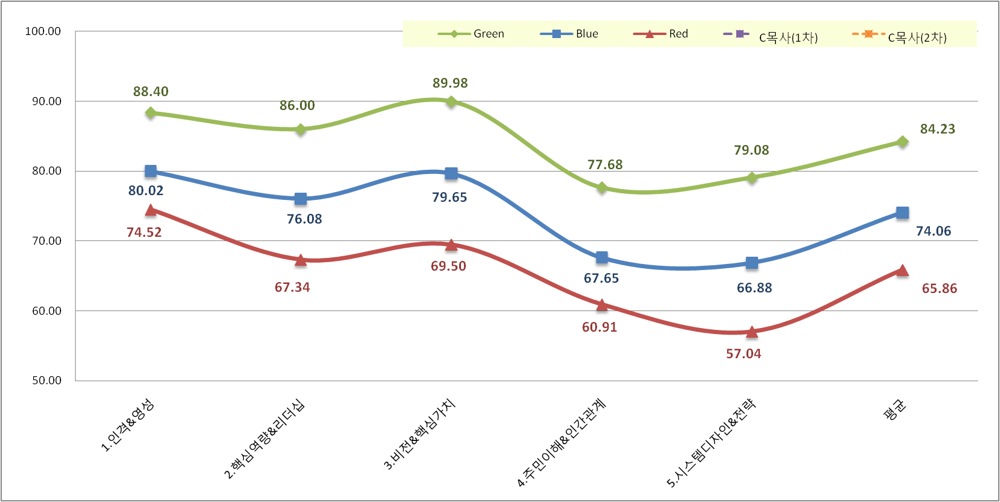 100.00
90.00
80.00
70.00
60.00
50.00
Green Blue Red C목사(1차) C목사(2차)
88.40 86.00 89.98 77.68 79.08 84.23
80.02 76.08 79.65 67.65 66.88 74.06
74.52 67.34 69.50 60.91 57.04 65.86
1.인격&영성
2.핵심역량&리더십
3.비전&핵심가치
4.주민이해&인간관계
5.시스템디자인&전략
평균